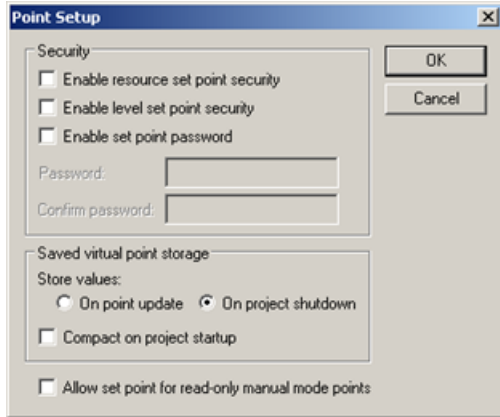 Point Setup
Security
Enable resource set point security
Enable level set point security
Enable set point password
Password:
Confirm password:
OK
Cancel
Saved virtual point storage
Store values:
On point update On project shutdown
Compact on project startup
Allow set point for read-only manual mode points